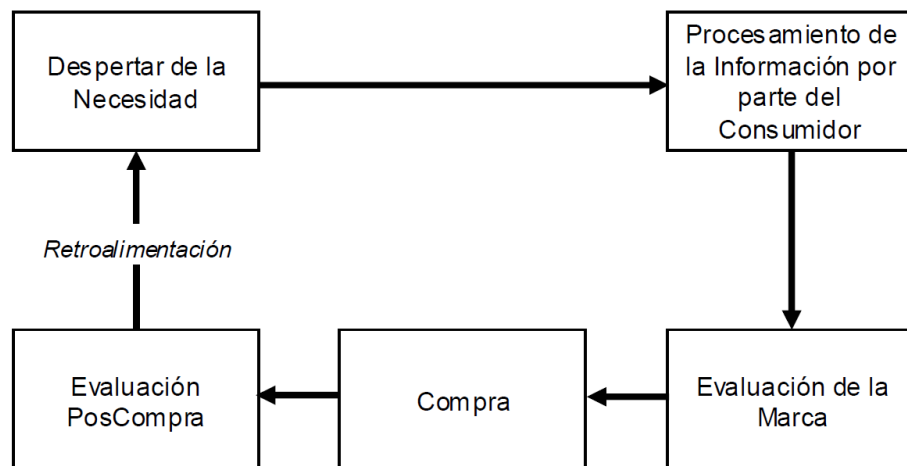 Despertar de la
Necesidad
Procesamiento de
la Información por
parte del
Consumidor
Retroalimentación
Evaluación
PosCompra
Compra
Evaluación de la
Marca